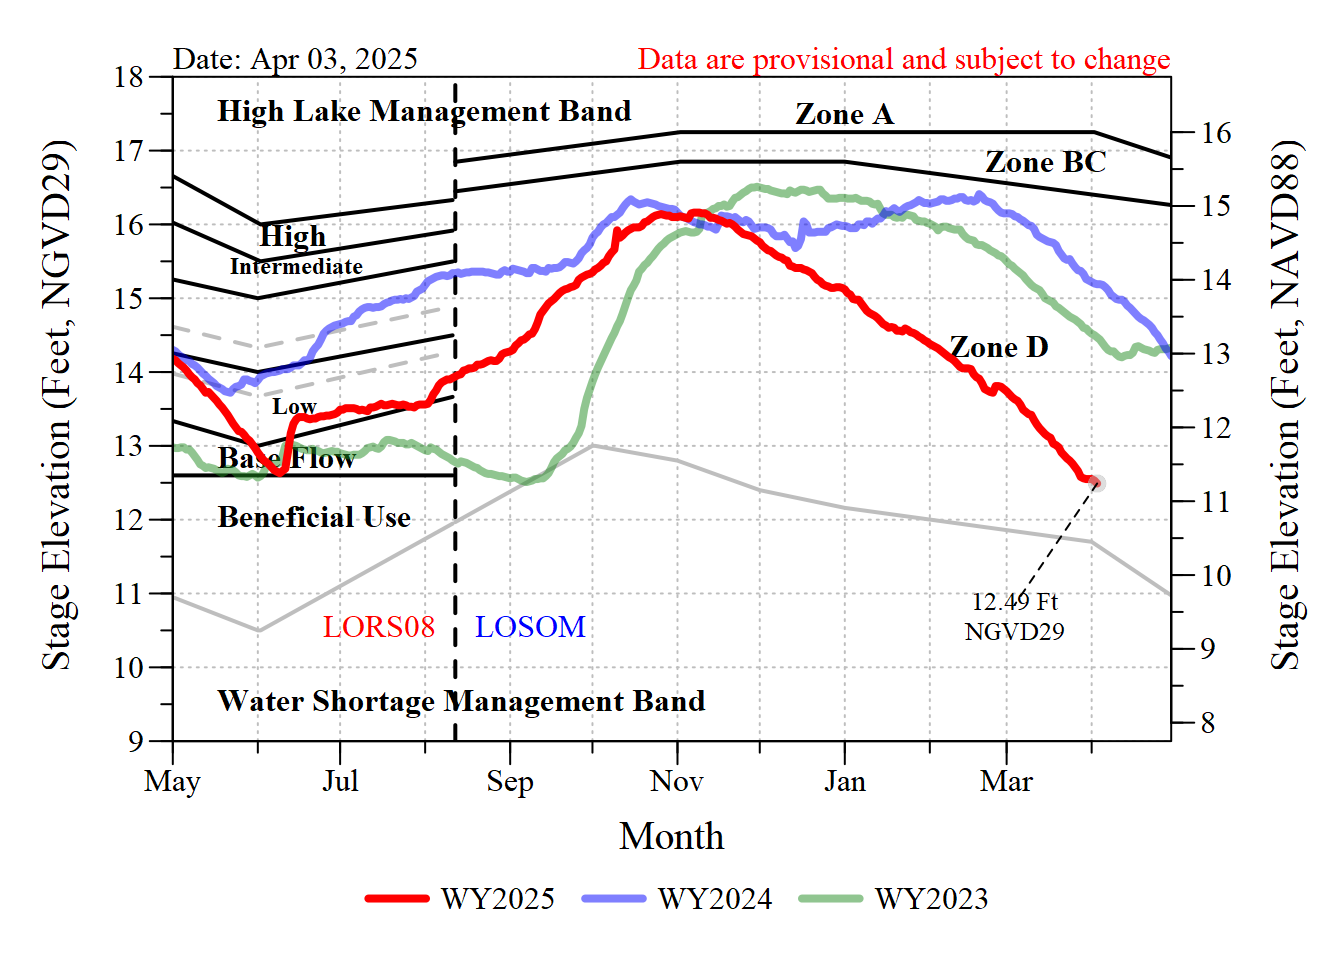 Date: Apr 03, 2025
Data are provisional and subject to change
Stage Elevation (Feet, NGVD29)
18
17
16
15
14
13
12
11
10
9
High Lake Management Band
Zone A
Zone BC
High
Intermediate
Zone D
Low
Base Flow
Beneficial Use
LORS08
LOSOM
12.49 Ft
NGVD29
Water Shortage Management Band
16
15
14
13
12
11
10
9
8
Stage Elevation (Feet, NAVD88)
May
Jul
Sep
Nov
Jan
Mar
Month
WY2025
WY2024
WY2023